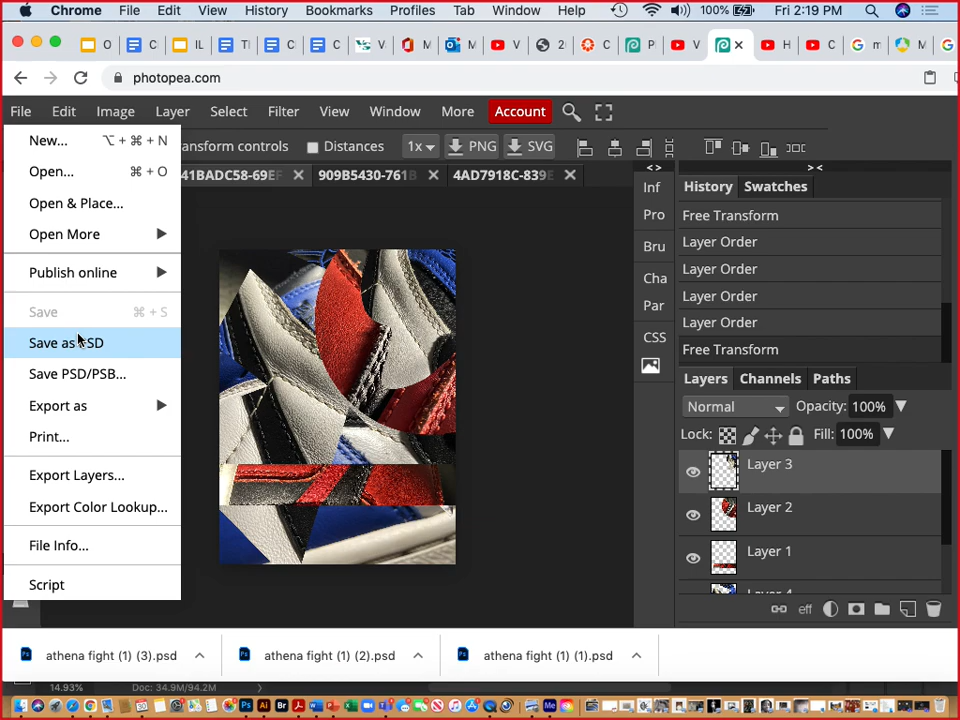 Chrome File Edit View History Bookmarks Profiles Tab Window Help 100% Fri 2:19 PM
photopea.com
File Edit Image Layer Select Filter View Window More Account
New... ⌥ + ⌘ + N
ansform controls Distances 1x PNG SVG
Open... ⌘ + O
41BADC58-69EF 909B5430-761B 4AD7918C-839E
Open & Place...
Open More
Publish online
Save ⌘ + S
Save as PSD
Save PSD/PSB...
Export as
Print...
Export Layers...
Export Color Lookup...
File Info...
Script
Inf
Pro
Bru
Cha
Par
CSS
History Swatches
Free Transform
Layer Order
Layer Order
Layer Order
Layer Order
Free Transform
Layers Channels Paths
Normal Opacity: 100%
Lock: Fill: 100%
Layer 3
Layer 2
Layer 1
Layer 4
eff
athena fight (1) (3).psd athena fight (1) (2).psd athena fight (1) (1).psd
14.93% Doc: 34.9M/94.2M